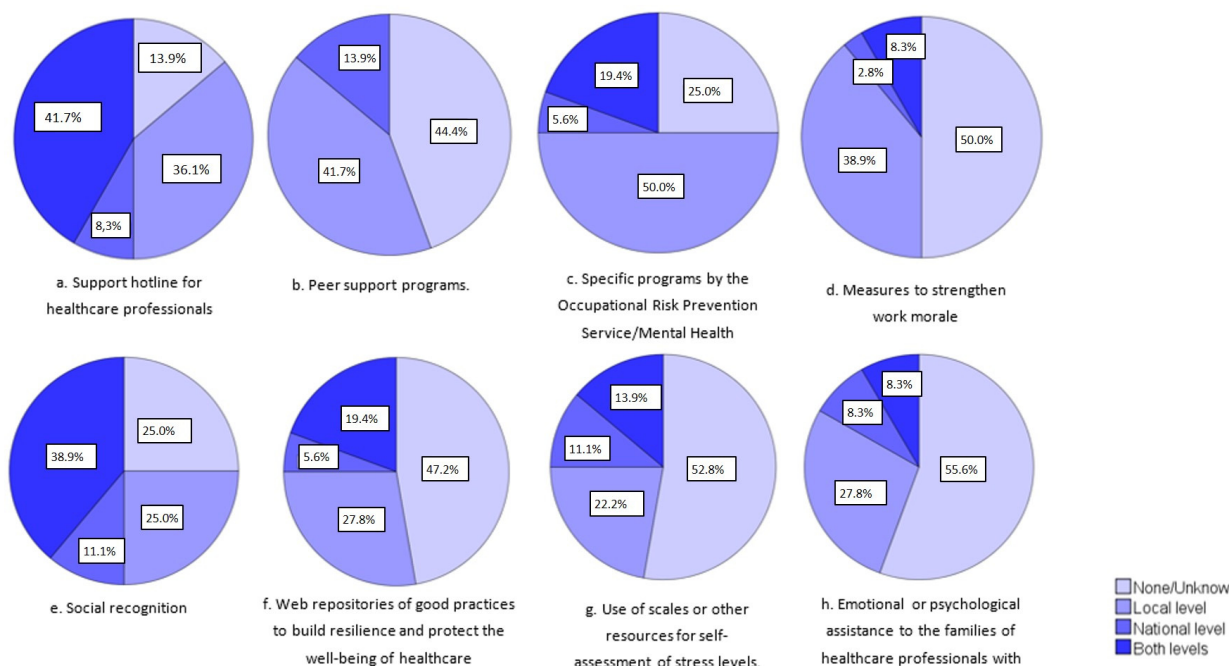 13.9%
41.7%
36.1%
8,3%
a. Support hotline for
healthcare professionals
13.9%
44.4%
41.7%
b. Peer support programs.
19.4%
25.0%
5.6%
50.0%
c. Specific programs by the
Occupational Risk Prevention
Service/Mental Health
8.3%
2.8%
50.0%
38.9%
d. Measures to strengthen
work morale
25.0%
38.9%
25.0%
11.1%
e. Social recognition
19.4%
5.6%
47.2%
27.8%
f. Web repositories of good practices
to build resilience and protect the
well-being of healthcare
13.9%
11.1%
52.8%
22.2%
g. Use of scales or other
resources for self-
assessment of stress levels.
8.3%
8.3%
55.6%
27.8%
h. Emotional or psychological
assistance to the families of
healthcare professionals with
None/Unknow
Local level
National level
Both levels